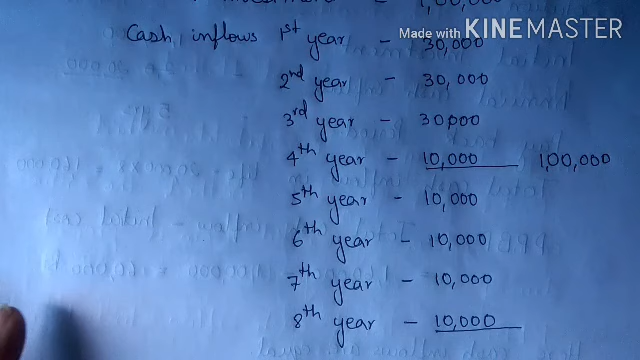 Made with KINEMASTER
Cash inflows 1st year - 30,000
2nd year - 30,000
3rd year - 30,000
4th year - 10,000 1,00,000
5th year - 10,000
6th year - 10,000
7th year - 10,000
8th year - 10,000